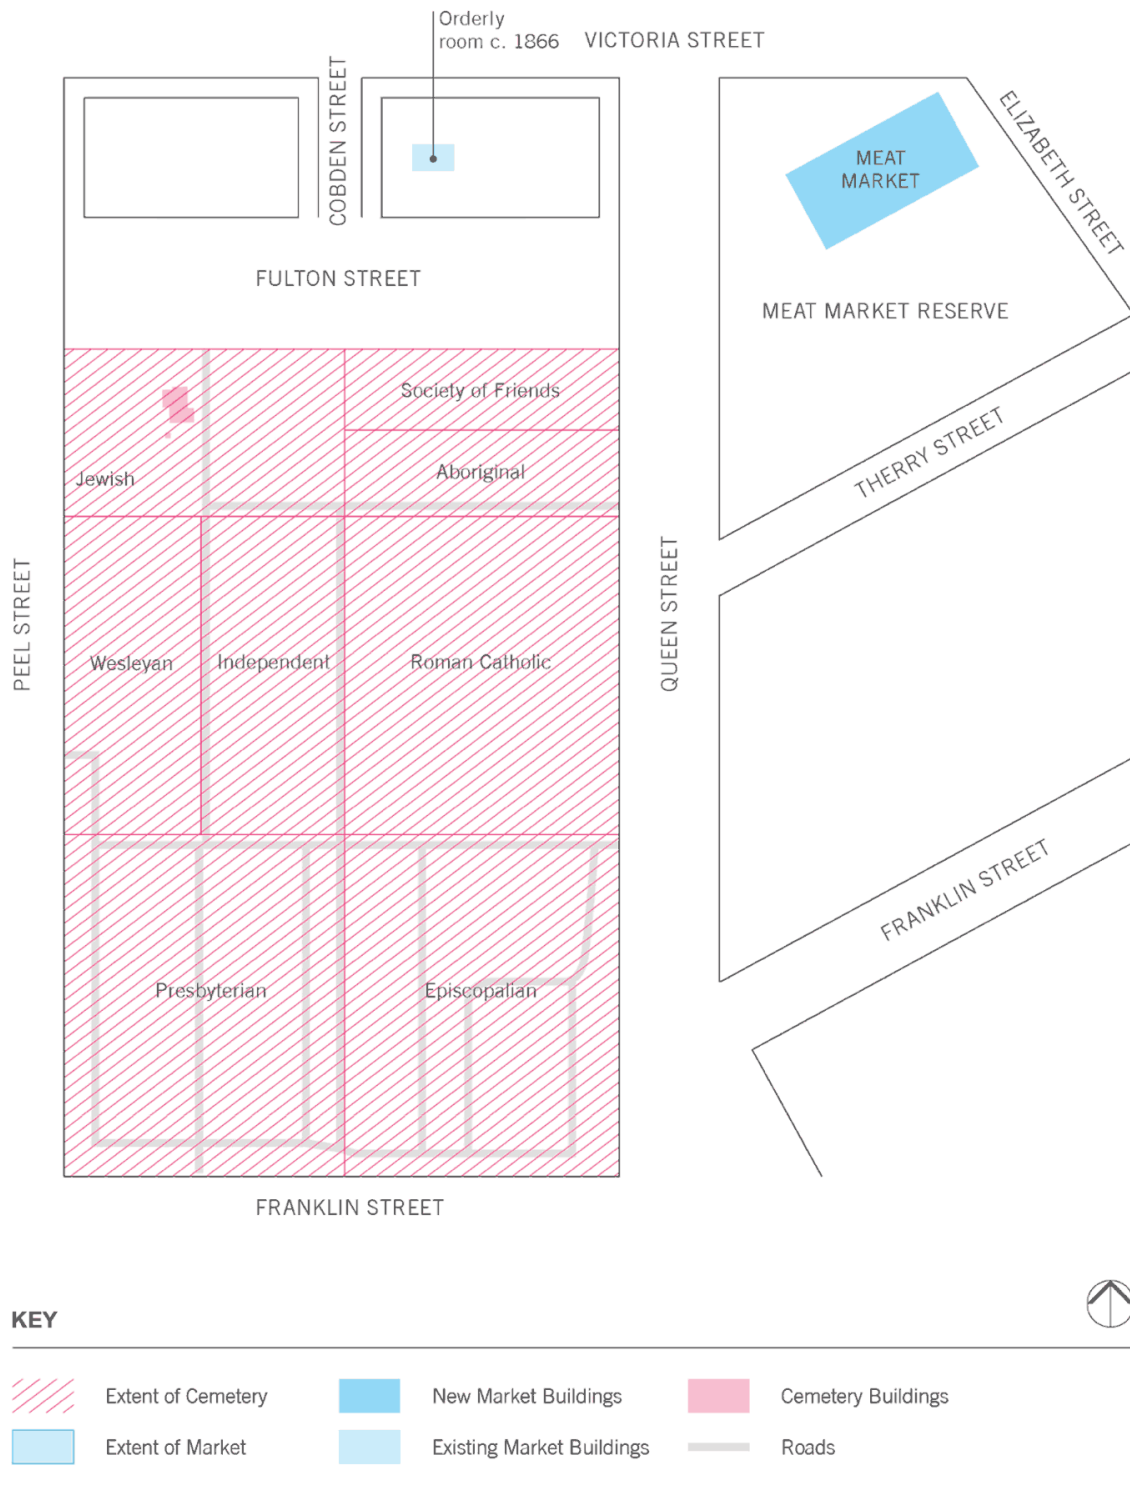 Orderly
room c. 1866
VICTORIA STREET
COBDEN STREET
ELIZABETH STREET
MEAT
MARKET
FULTON STREET
MEAT MARKET RESERVE
Society of Friends
Aboriginal
Jewish
THERRY STREET
PEEL STREET
QUEEN STREET
Wesleyan
Independent
Roman Catholic
FRANKLIN STREET
Presbyterian
Episcopalian
FRANKLIN STREET
KEY
Extent of Cemetery
New Market Buildings
Cemetery Buildings
Extent of Market
Existing Market Buildings
Roads